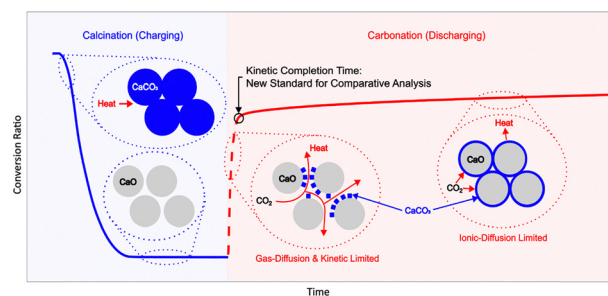 Calcination (Charging)
Carbonation (Discharging)
CaCO₃
Heat
Kinetic Completion Time:
New Standard for Comparative Analysis
Conversion Ratio
CaO
Heat
CaO
CO₂
CaCO₃
Heat
CaO
CO₂
Gas-Diffusion & Kinetic Limited
Ionic-Diffusion Limited
Time